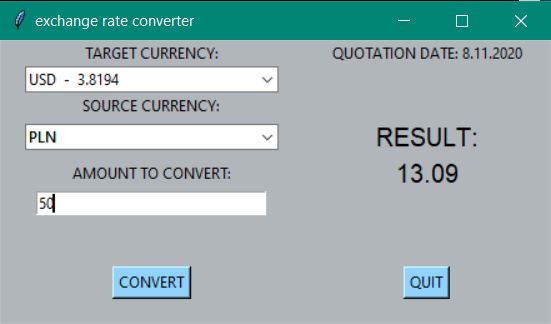 exchange rate converter
TARGET CURRENCY:
USD - 3.8194
SOURCE CURRENCY:
PLN
AMOUNT TO CONVERT:
50
CONVERT
QUOTATION DATE: 8.11.2020
RESULT:
13.09
QUIT